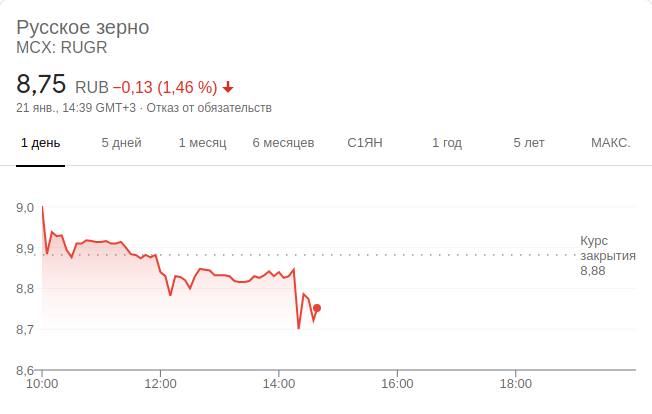 Русское зерно
MCX: RUGR
8,75 RUB −0,13 (1,46 %)
21 янв., 14:39 GMT+3 · Отказ от обязательств
1 день 5 дней 1 месяц 6 месяцев С1ЯН 1 год 5 лет МАКС.
9,0
8,9
8,8
8,7
8,6
Курс
закрытия
8,88
10:00 12:00 14:00 16:00 18:00